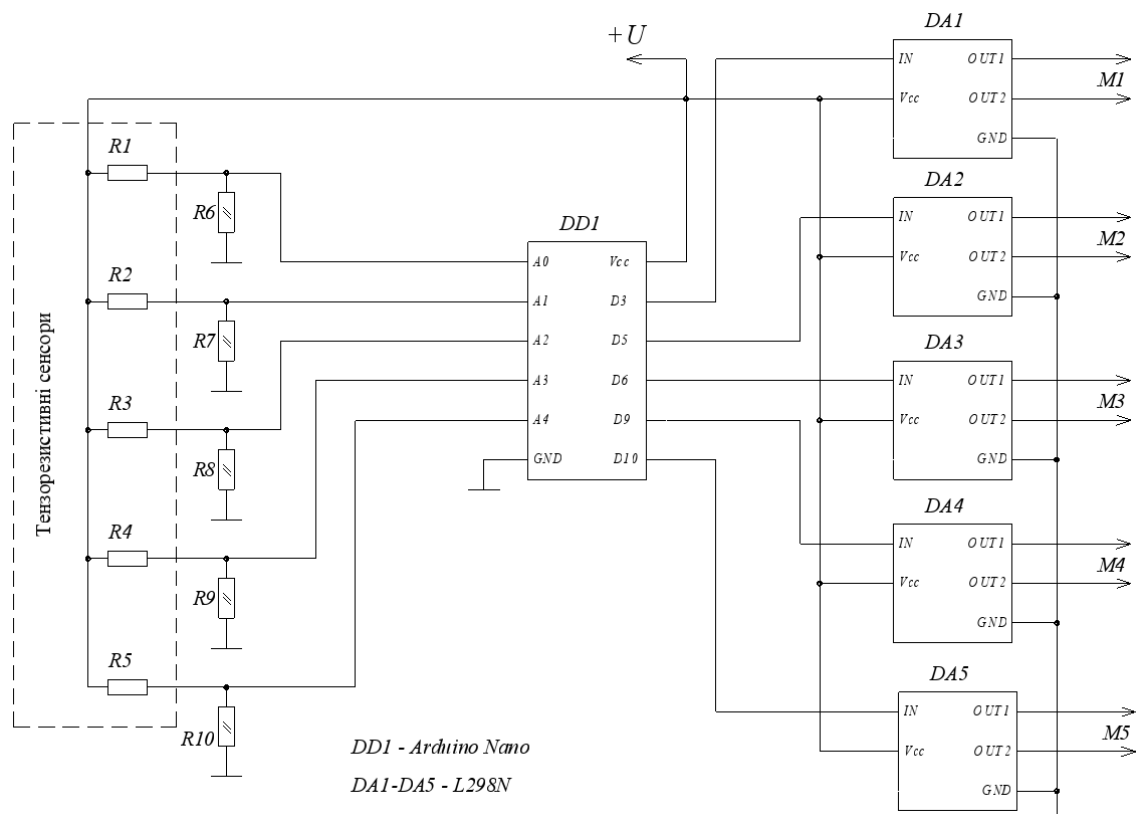 +U
Тензорезистивні сенсори
R1
R2
R3
R4
R5
R6
R7
R8
R9
R10
DD1
A0
A1
A2
A3
A4
GND
Vcc
D3
D5
D6
D9
D10
DA1
IN
Vcc
OUT1
OUT2
GND
M1
DA2
IN
Vcc
OUT1
OUT2
GND
M2
DA3
IN
Vcc
OUT1
OUT2
GND
M3
DA4
IN
Vcc
OUT1
OUT2
GND
M4
DA5
IN
Vcc
OUT1
OUT2
GND
M5
DD1 - Arduino Nano
DA1-DA5 - L298N